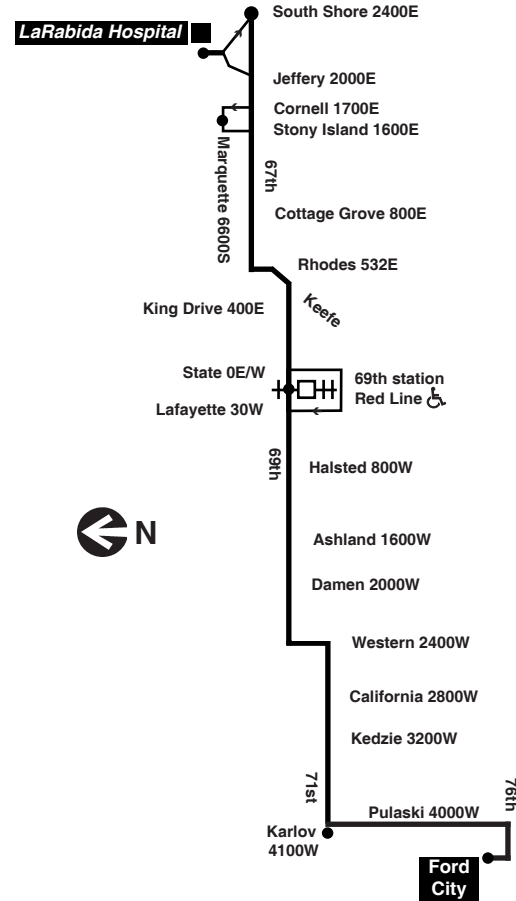 South Shore 2400E
LaRabida Hospital
Jeffery 2000E
Cornell 1700E
Stony Island 1600E
Marquette 6600S
67th
Cottage Grove 800E
Rhodes 532E
King Drive 400E
Keefe
State 0E/W
69th station
Red Line
Lafayette 30W
69th
Halsted 800W
N
Ashland 1600W
Damen 2000W
Western 2400W
California 2800W
Kedzie 3200W
71st
76th
Pulaski 4000W
Karlov
4100W
Ford
City